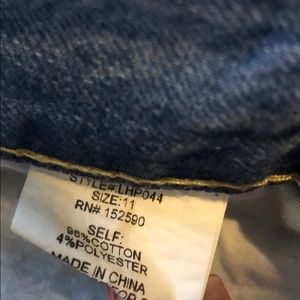 STYLE#:LHP044
SIZE:11
RN# 152590
SELF:
96%COTTON
4%POLYESTER
MADE IN CHINA